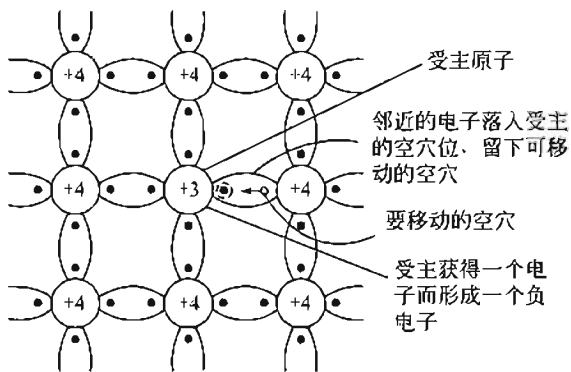 +4 +4 +4
受主原子
邻近的电子落入受主
的空穴位、留下可移
动的空穴
+4 +3 +4
要移动的空穴
受主获得一个电
子而形成一个负
电子
+4 +4 +4